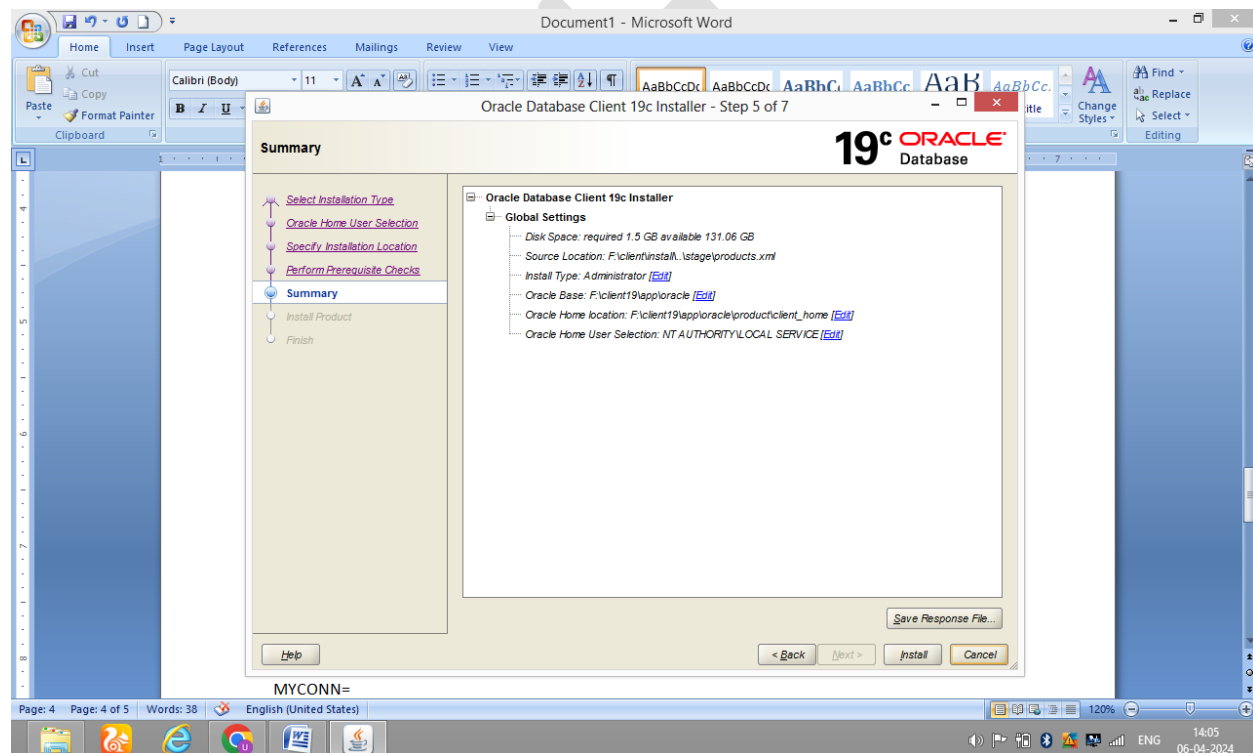 Document1 - Microsoft Word
Home Insert Page Layout References Mailings Review View
Paste
Cut
Copy
Format Painter
Clipboard
Calibri (Body) 11
B I U
AaBbCcDc AaBbCcDc AaBbC AaBbCc AaB AaBbCc.
Change
Styles
Find
Replace
Select
Editing
Oracle Database Client 19c Installer - Step 5 of 7
Summary
19c ORACLE
Database
Select Installation Type
Oracle Home User Selection
Specify Installation Location
Perform Prerequisite Checks
Summary
Install Product
Finish
Oracle Database Client 19c Installer
Global Settings
Disk Space: required 1.5 GB available 131.06 GB
Source Location: F:\client\install\..\stage\products.xml
Install Type: Administrator [Edit]
Oracle Base: F:\client19\app\oracle [Edit]
Oracle Home location: F:\client19\app\oracle\product\client_home [Edit]
Oracle Home User Selection: NT AUTHORITY\LOCAL SERVICE [Edit]
Save Response File...
Help
< Back Next > Install Cancel
MYCONN=
Page: 4 Page: 4 of 5 Words: 38 English (United States) 120%
ENG
14:05
06-04-2024